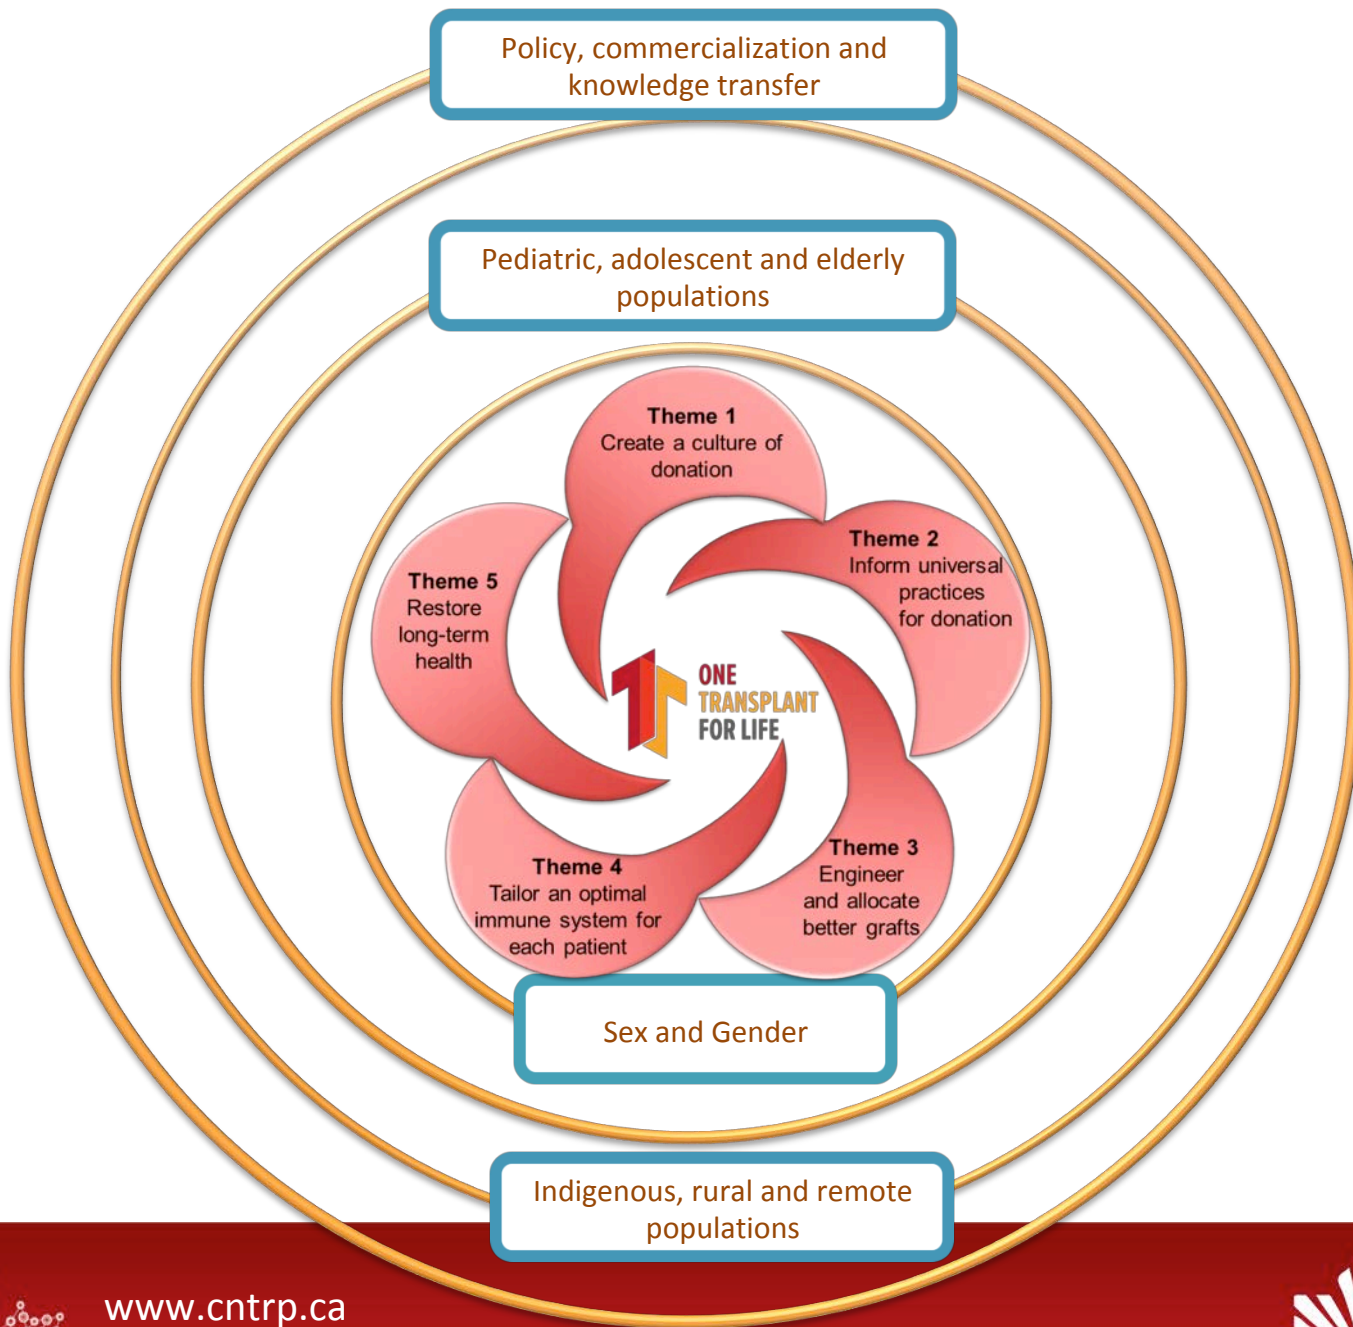 Policy, commercialization and
knowledge transfer
Pediatric, adolescent and elderly
populations
Theme 1
Create a culture of
donation
Theme 2
Inform universal
practices
for donation
Theme 5
Restore
long-term
health
ONE
TRANSPLANT
FOR LIFE
Theme 3
Engineer
and allocate
better grafts
Theme 4
Tailor an optimal
immune system for
each patient
Sex and Gender
Indigenous, rural and remote
populations
www.cntrp.ca